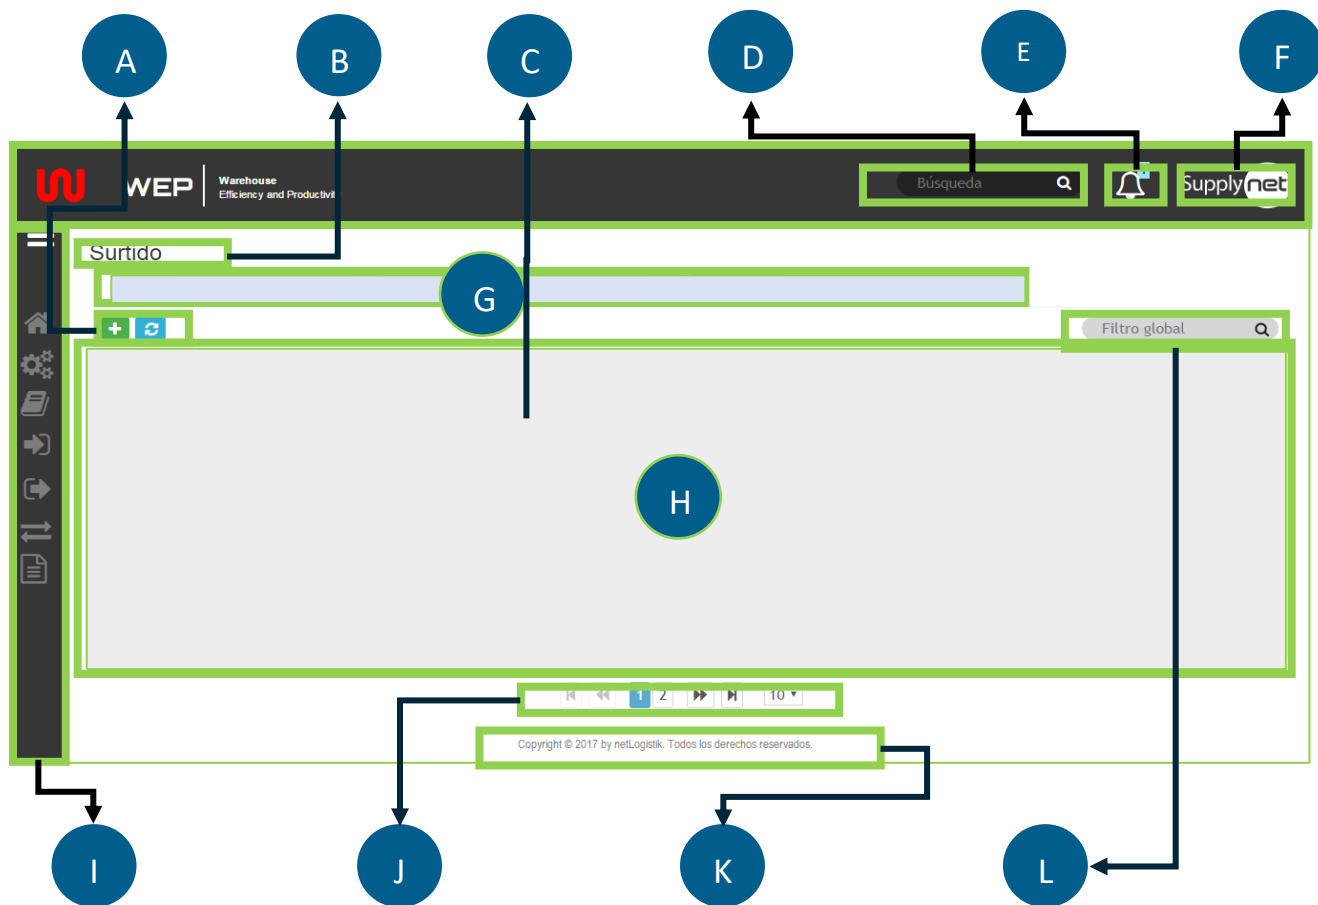 A
B
C
D
E
F
WEP
Warehouse
Efficiency and Productivity
Búsqueda
Supply net
Surtido
G
Filtro global
H
1 2 10
Copyright © 2017 by netLogistik. Todos los derechos reservados.
I
J
K
L